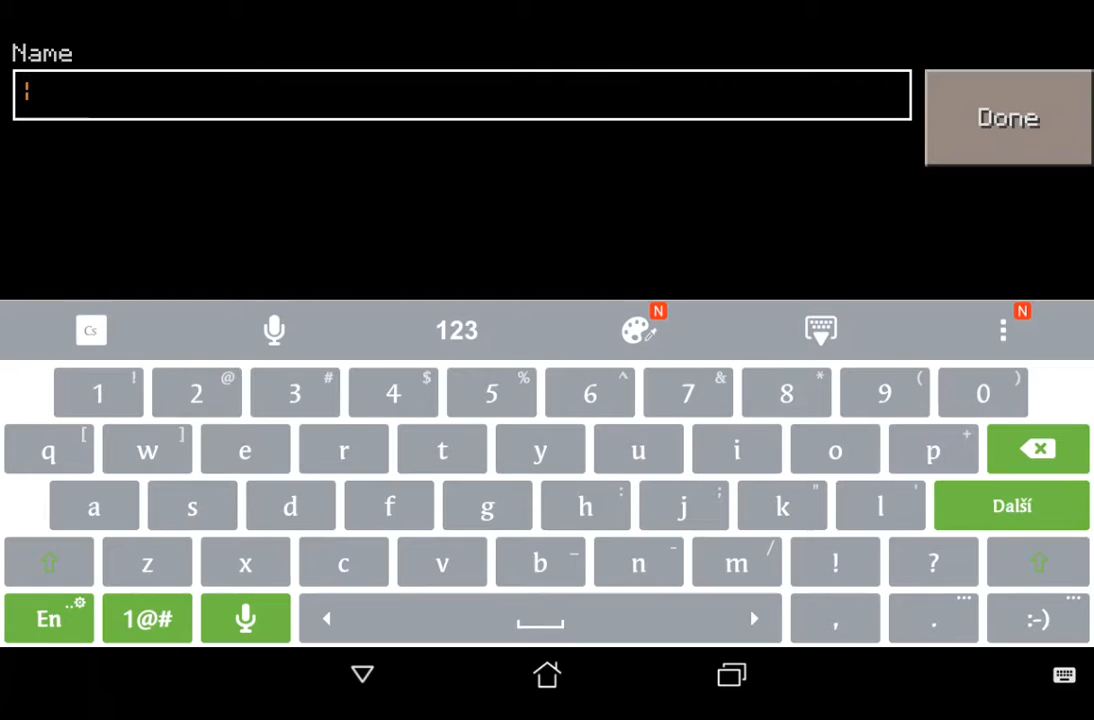 Name
Done
Cs 123 N N
1 ! 2 @ 3 # 4 $ 5 % 6 ^ 7 & 8 * 9 ( 0 )
q [ w ] e r t y u i o p +
a s d f g h : j ; k " l ' Další
z x c v b _ n - m / ! ?
En 1@# , . ... :-) ...